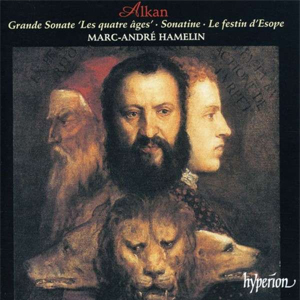 Alkan
Grande Sonate 'Les quatre âges' · Sonatine · Le festin d'Esope
MARC-ANDRÉ HAMELIN
hyperion